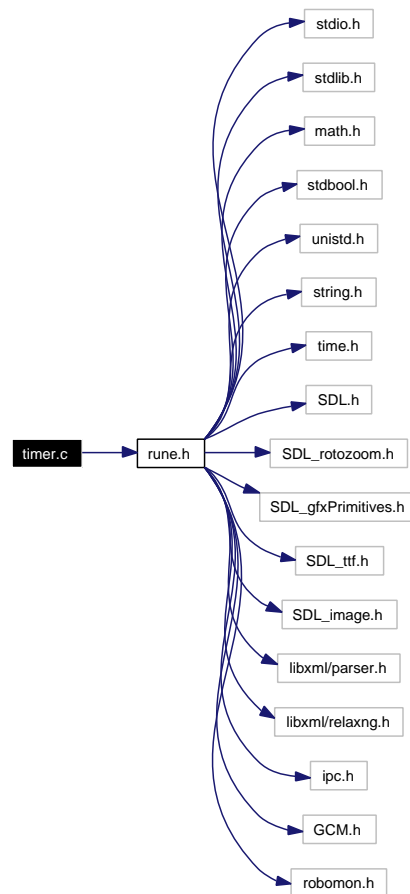 stdio.h
stdlib.h
math.h
stdbool.h
unistd.h
string.h
time.h
SDL.h
timer.c
rune.h
SDL_rotozoom.h
SDL_gfxPrimitives.h
SDL_ttf.h
SDL_image.h
libxml/parser.h
libxml/relaxng.h
ipc.h
GCM.h
robomon.h